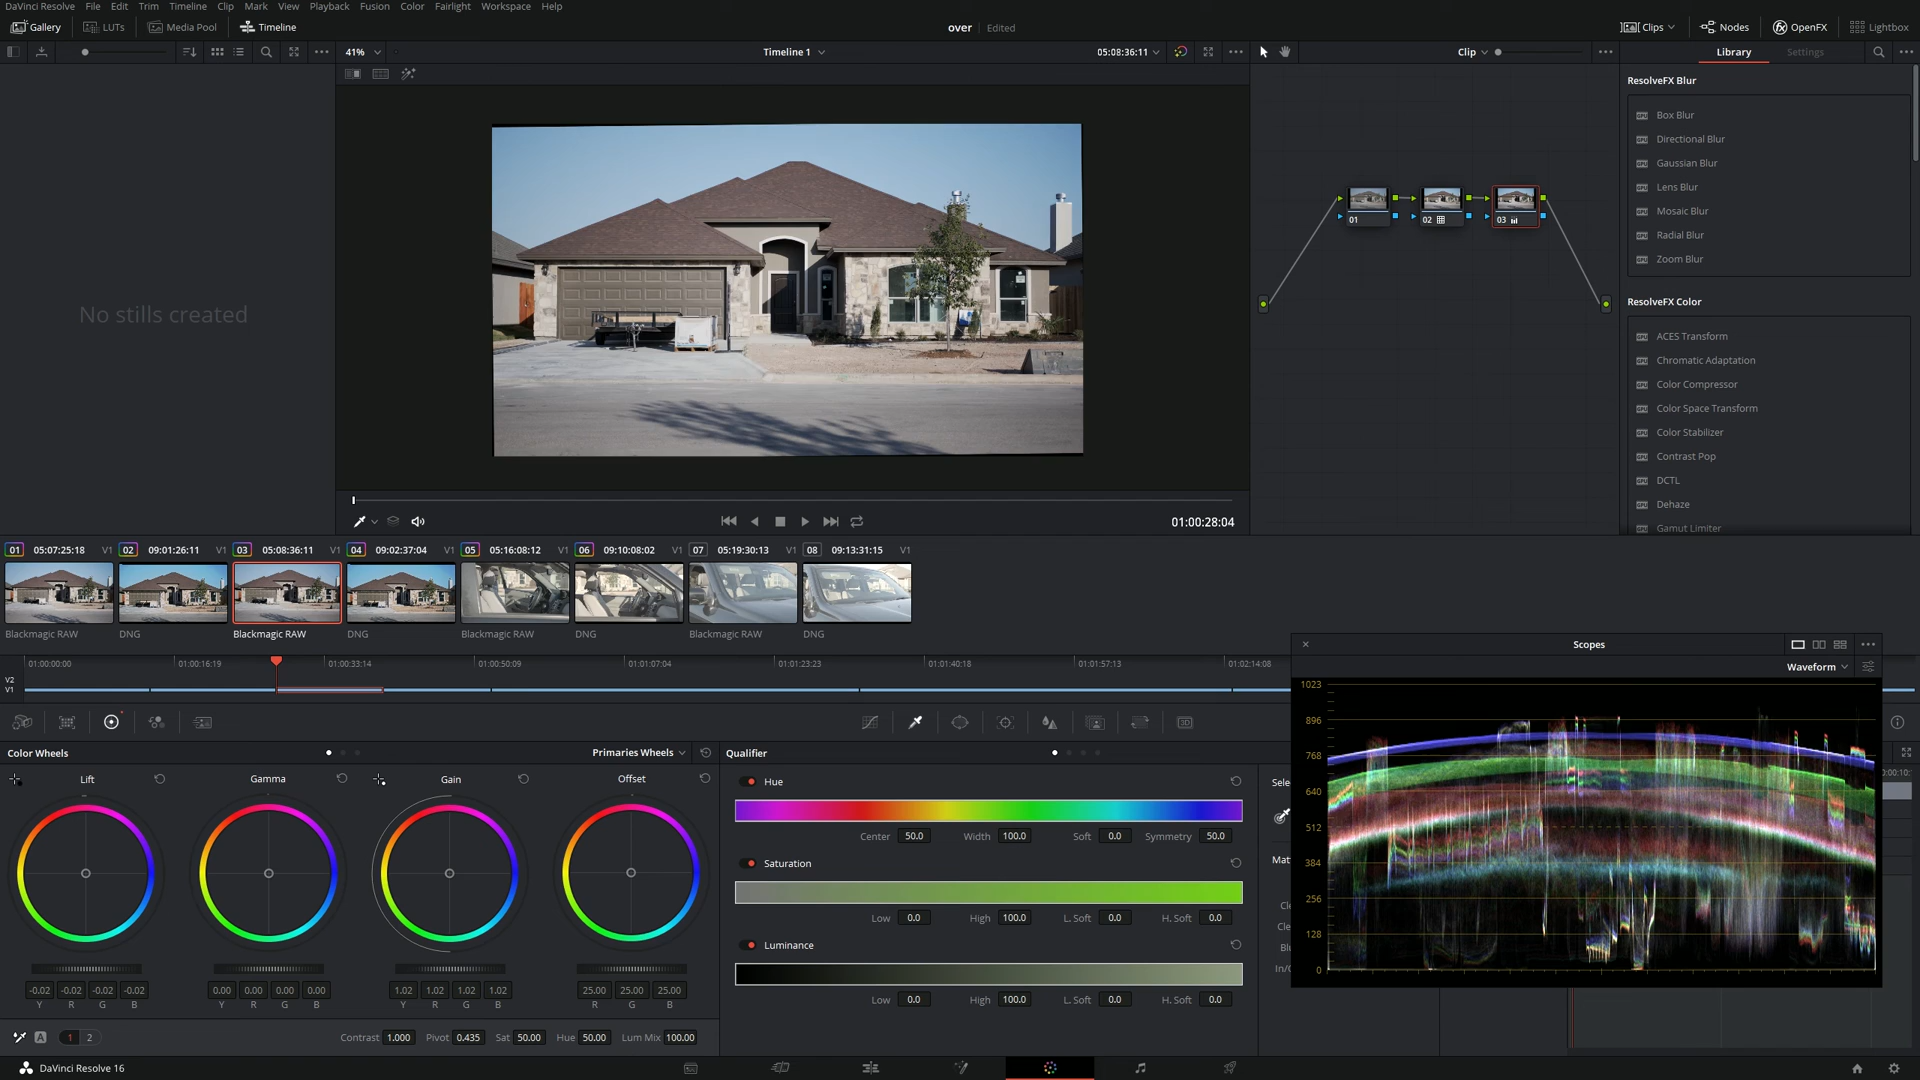 DaVinci Resolve File Edit Trim Timeline Clip Mark View Playback Fusion Color Fairlight Workspace Help
Gallery LUTs Media Pool Timeline over Edited Clips Nodes OpenFX Lightbox
41% Timeline 1 05:08:36:11 Clip Library Settings
ResolveFX Blur
Box Blur
Directional Blur
Gaussian Blur
Lens Blur
Mosaic Blur
Radial Blur
Zoom Blur
01 02 03
ResolveFX Color
ACES Transform
Chromatic Adaptation
Color Compressor
Color Space Transform
Color Stabilizer
Contrast Pop
DCTL
Dehaze
Gamut Limiter
No stills created
01:00:28:04
01 05:07:25:18 V1 02 09:01:26:11 V1 03 05:08:36:11 V1 04 09:02:37:04 V1 05 05:16:08:12 V1 06 09:10:08:02 V1 07 05:19:30:13 V1 08 09:13:31:15 V1
Blackmagic RAW DNG Blackmagic RAW DNG Blackmagic RAW DNG Blackmagic RAW DNG
01:00:00:00 01:00:16:19 01:00:33:14 01:00:50:09 01:01:07:04 01:01:23:23 01:01:40:18 01:01:57:13 01:02:14:08
V2
V1
Scopes
Waveform
1023
896
768
640
512
384
256
128
0
Color Wheels Primaries Wheels
Lift Gamma Gain Offset
-0.02 -0.02 -0.02 -0.02 0.00 0.00 0.00 0.00 1.02 1.02 1.02 1.02 25.00 25.00 25.00
Y R G B Y R G B Y R G B R G B
A 1 2 Contrast 1.000 Pivot 0.435 Sat 50.00 Hue 50.00 Lum Mix 100.00
Qualifier
Hue
Center 50.0 Width 100.0 Soft 0.0 Symmetry 50.0
Saturation
Low 0.0 High 100.0 L. Soft 0.0 H. Soft 0.0
Luminance
Low 0.0 High 100.0 L. Soft 0.0 H. Soft 0.0
Sele
Mat
Cle
Blu
In/O
DaVinci Resolve 16